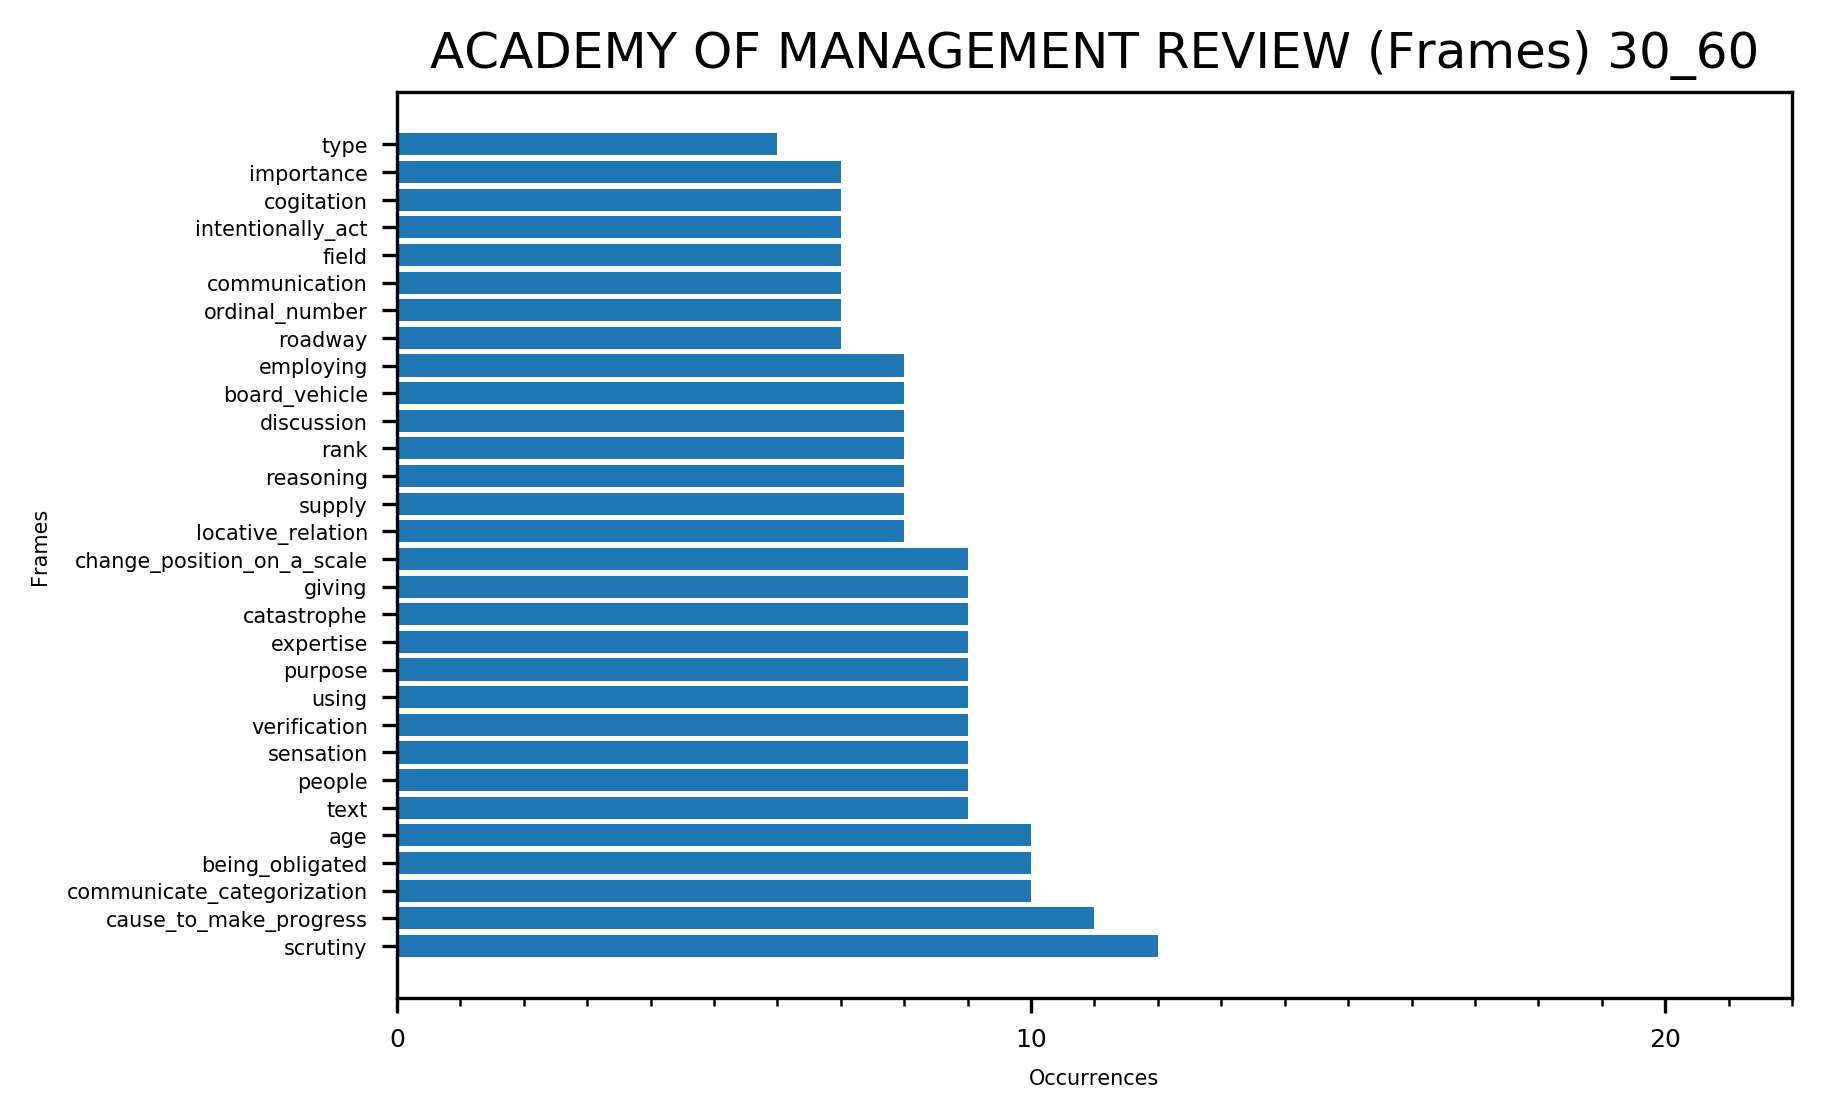 ACADEMY OF MANAGEMENT REVIEW (Frames) 30_60
type
importance
cogitation
intentionally_act
field
communication
ordinal_number
roadway
employing
board_vehicle
discussion
rank
reasoning
supply
locative_relation
change_position_on_a_scale
giving
catastrophe
expertise
purpose
using
verification
sensation
people
text
age
being_obligated
communicate_categorization
cause_to_make_progress
scrutiny
Frames
0 10 20
Occurrences